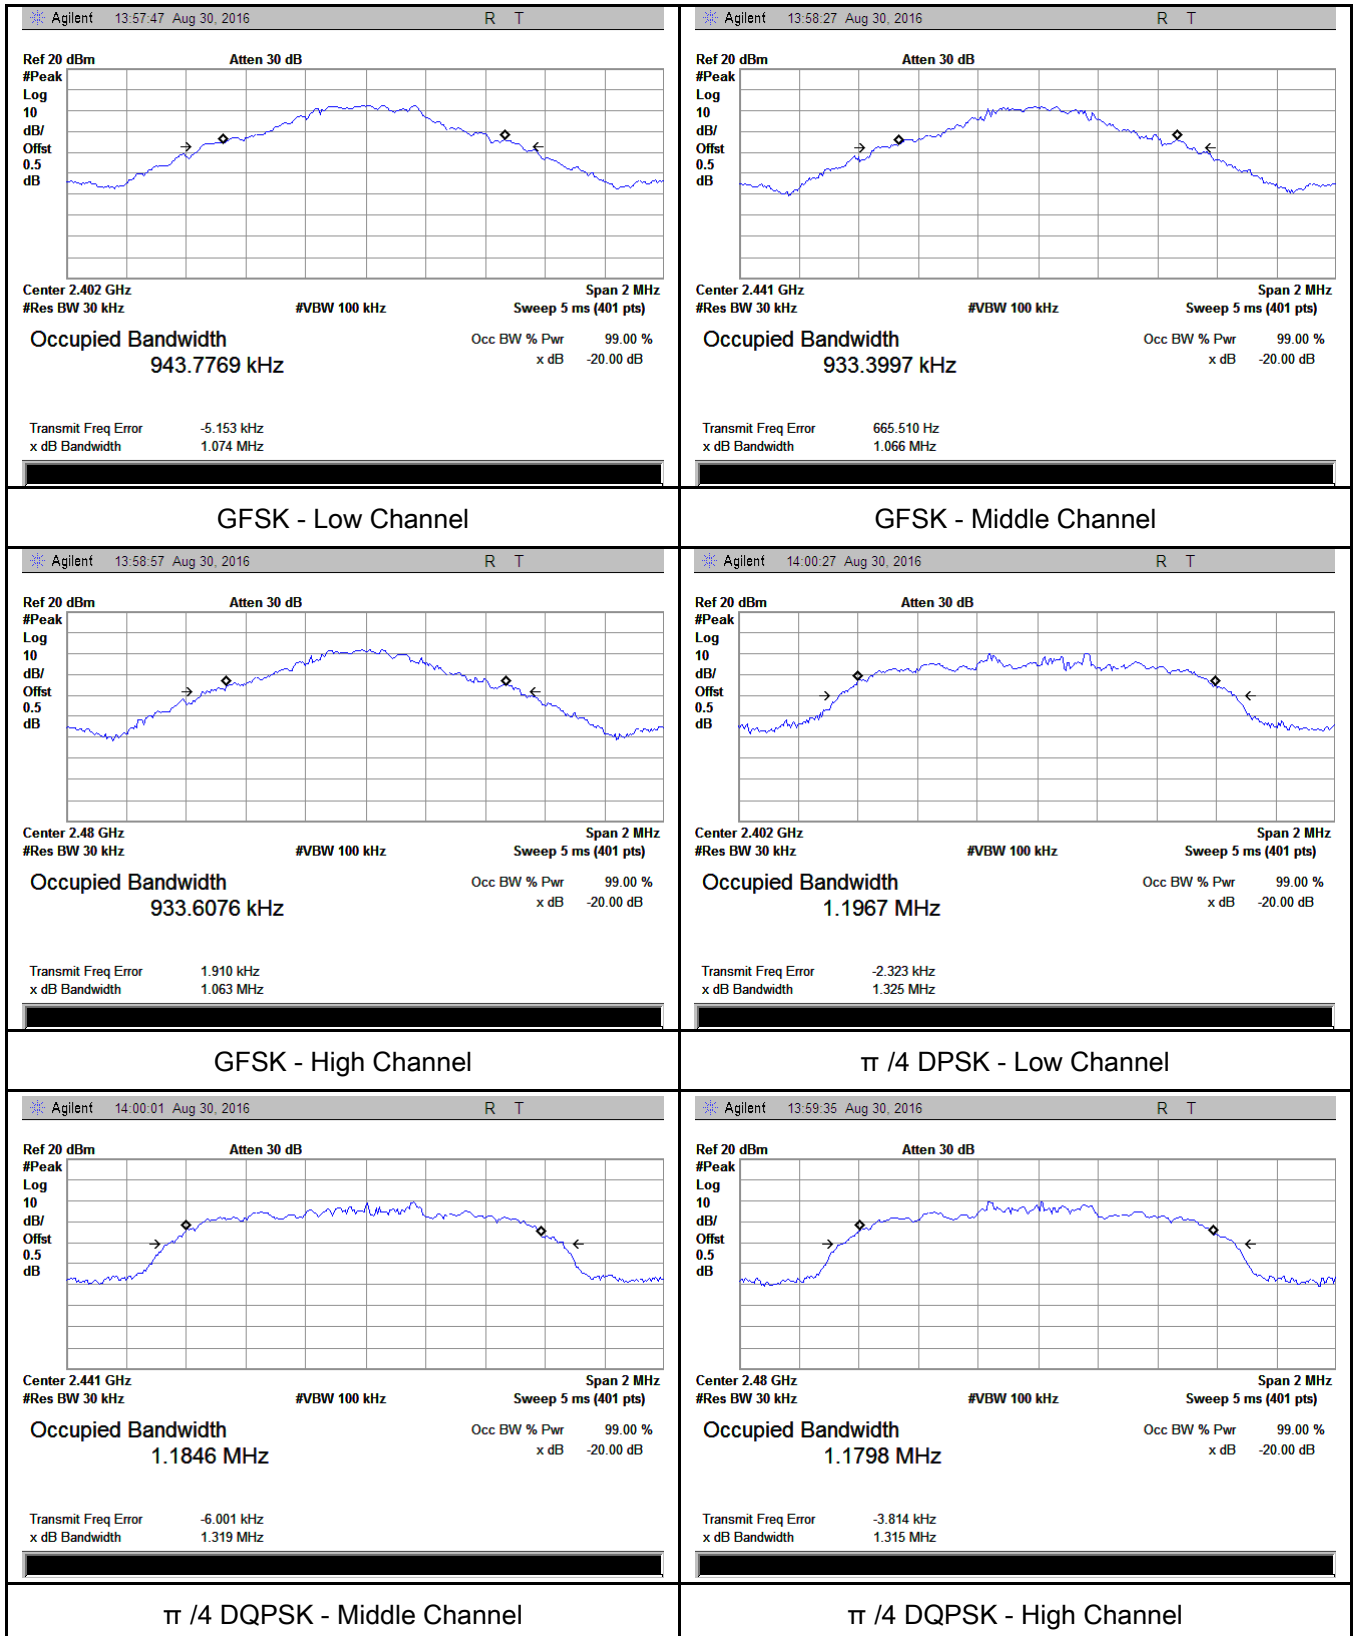 Agilent 13:57:47 Aug 30, 2016 R T
Ref 20 dBm Atten 30 dB
#Peak
Log
10
dB/
Offst
0.5
dB
Center 2.402 GHz Span 2 MHz
#Res BW 30 kHz #VBW 100 kHz Sweep 5 ms (401 pts)
Occupied Bandwidth Occ BW % Pwr 99.00 %
943.7769 kHz x dB -20.00 dB
Transmit Freq Error -5.153 kHz
x dB Bandwidth 1.074 MHz
GFSK - Low Channel
Agilent 13:58:27 Aug 30, 2016 R T
Ref 20 dBm Atten 30 dB
#Peak
Log
10
dB/
Offst
0.5
dB
Center 2.441 GHz Span 2 MHz
#Res BW 30 kHz #VBW 100 kHz Sweep 5 ms (401 pts)
Occupied Bandwidth Occ BW % Pwr 99.00 %
933.3997 kHz x dB -20.00 dB
Transmit Freq Error 665.510 Hz
x dB Bandwidth 1.066 MHz
GFSK - Middle Channel
Agilent 13:58:57 Aug 30, 2016 R T
Ref 20 dBm Atten 30 dB
#Peak
Log
10
dB/
Offst
0.5
dB
Center 2.48 GHz Span 2 MHz
#Res BW 30 kHz #VBW 100 kHz Sweep 5 ms (401 pts)
Occupied Bandwidth Occ BW % Pwr 99.00 %
933.6076 kHz x dB -20.00 dB
Transmit Freq Error 1.910 kHz
x dB Bandwidth 1.063 MHz
GFSK - High Channel
Agilent 14:00:27 Aug 30, 2016 R T
Ref 20 dBm Atten 30 dB
#Peak
Log
10
dB/
Offst
0.5
dB
Center 2.402 GHz Span 2 MHz
#Res BW 30 kHz #VBW 100 kHz Sweep 5 ms (401 pts)
Occupied Bandwidth Occ BW % Pwr 99.00 %
1.1967 MHz x dB -20.00 dB
Transmit Freq Error -2.323 kHz
x dB Bandwidth 1.325 MHz
π /4 DPSK - Low Channel
Agilent 14:00:01 Aug 30, 2016 R T
Ref 20 dBm Atten 30 dB
#Peak
Log
10
dB/
Offst
0.5
dB
Center 2.441 GHz Span 2 MHz
#Res BW 30 kHz #VBW 100 kHz Sweep 5 ms (401 pts)
Occupied Bandwidth Occ BW % Pwr 99.00 %
1.1846 MHz x dB -20.00 dB
Transmit Freq Error -6.001 kHz
x dB Bandwidth 1.319 MHz
π /4 DQPSK - Middle Channel
Agilent 13:59:35 Aug 30, 2016 R T
Ref 20 dBm Atten 30 dB
#Peak
Log
10
dB/
Offst
0.5
dB
Center 2.48 GHz Span 2 MHz
#Res BW 30 kHz #VBW 100 kHz Sweep 5 ms (401 pts)
Occupied Bandwidth Occ BW % Pwr 99.00 %
1.1798 MHz x dB -20.00 dB
Transmit Freq Error -3.814 kHz
x dB Bandwidth 1.315 MHz
π /4 DQPSK - High Channel